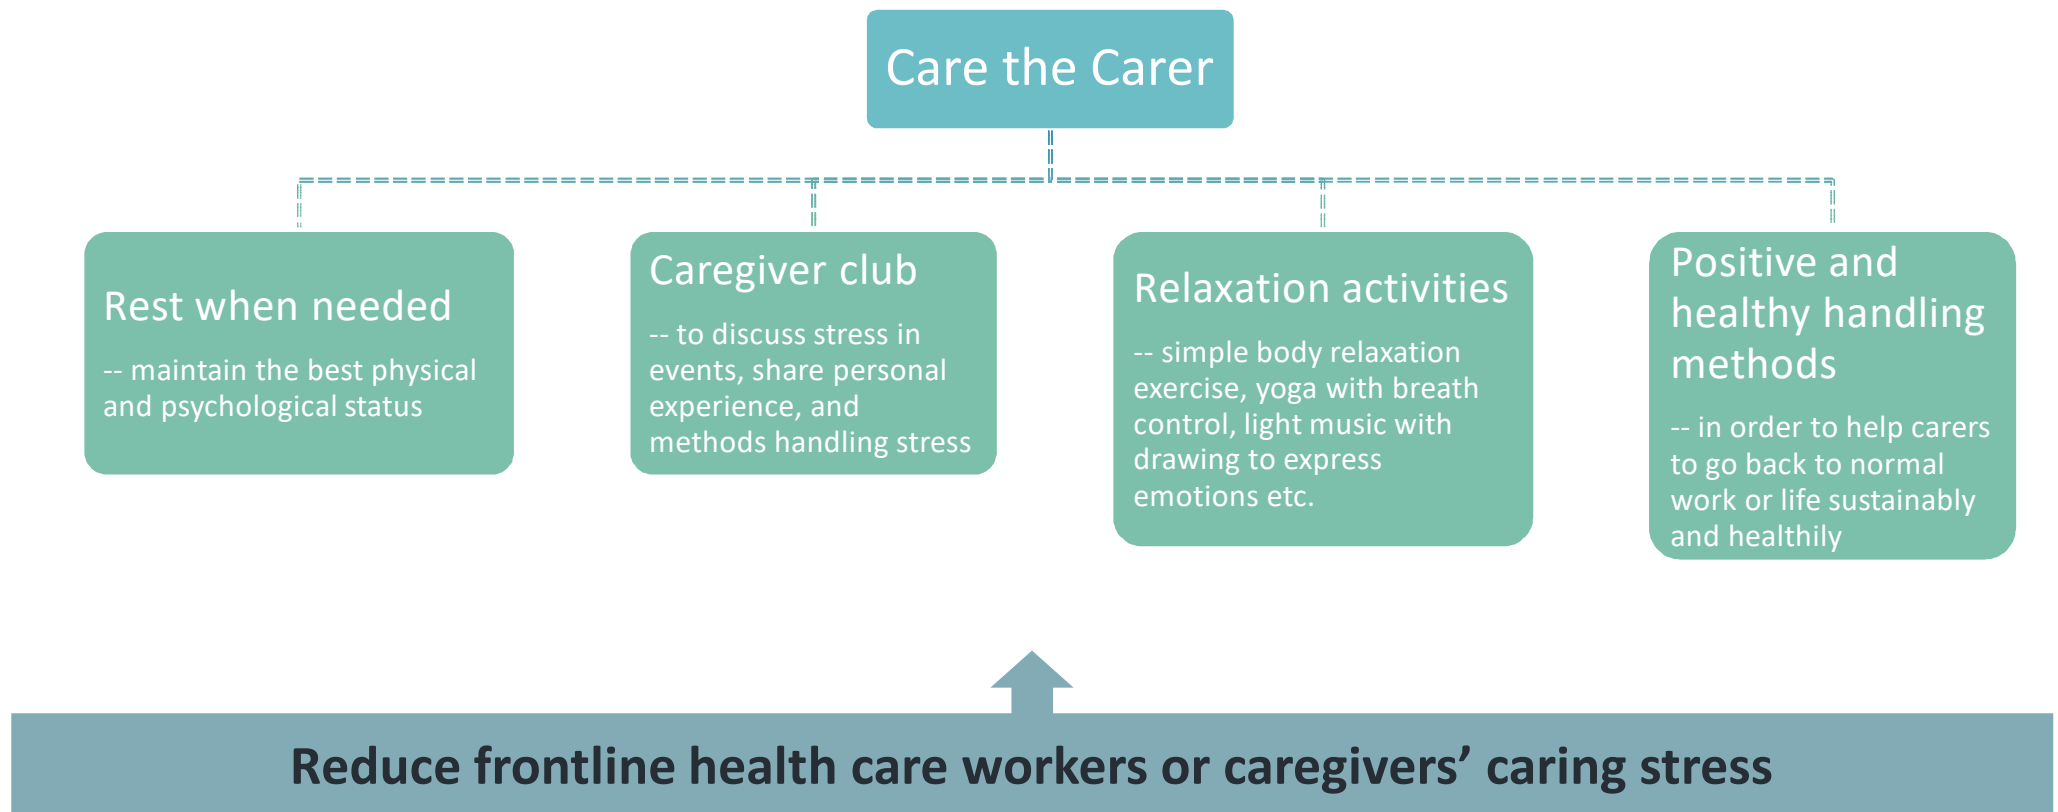 Care the Carer
Rest when needed
-- maintain the best physical
and psychological status
Caregiver club
-- to discuss stress in
events, share personal
experience, and
methods handling stress
Relaxation activities
-- simple body relaxation
exercise, yoga with breath
control, light music with
drawing to express
emotions etc.
Positive and
healthy handling
methods
-- in order to help carers
to go back to normal
work or life sustainably
and healthily
Reduce frontline health care workers or caregivers’ caring stress